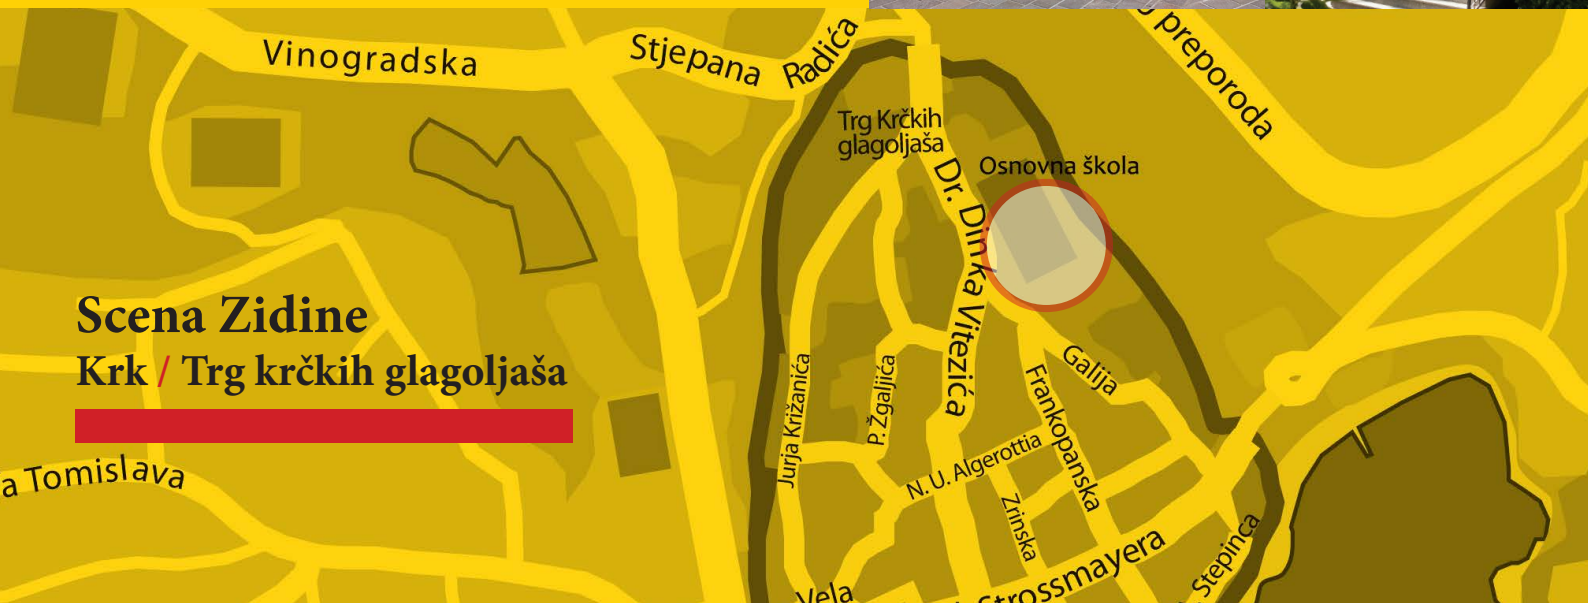 Vinogradska
Stjepana Radića
preporoda
Trg Krčkih
glagoljaša
Osnovna škola
Dr. Dinka Vitezića
Scena Zidine
Krk / Trg krčkih glagoljaša
Jurja Križanića
P. Žgaljića
Galija
Frankopanska
N. U. Algerottia
Zrinska
a Tomislava
Strossmayera
Stepinca
Vela